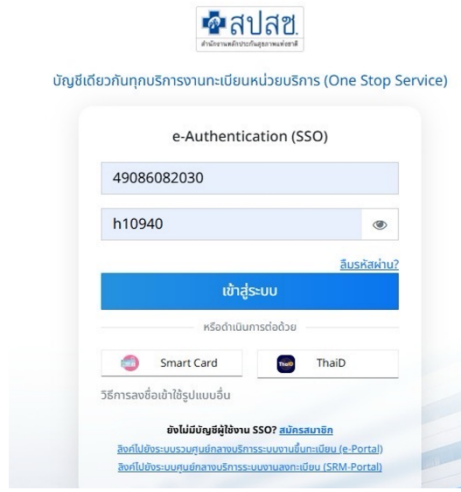 สปสช.
สำนักงานหลักประกันสุขภาพแห่งชาติ
บัญชีเดียวกันทุกบริการงานทะเบียนหน่วยบริการ (One Stop Service)
e-Authentication (SSO)
49086082030
h10940
ลืมรหัสผ่าน?
เข้าสู่ระบบ
หรือดำเนินการต่อด้วย
Smart Card
ThaiD
ThaiD
วิธีการลงชื่อเข้าใช้รูปแบบอื่น
ยังไม่มีบัญชีผู้ใช้งาน SSO? สมัครสมาชิก
ลิงค์ไปยังระบบรวมศูนย์กลางบริการระบบงานขึ้นทะเบียน (e-Portal)
ลิงค์ไปยังระบบศูนย์กลางบริการระบบงานลงทะเบียน (SRM-Portal)